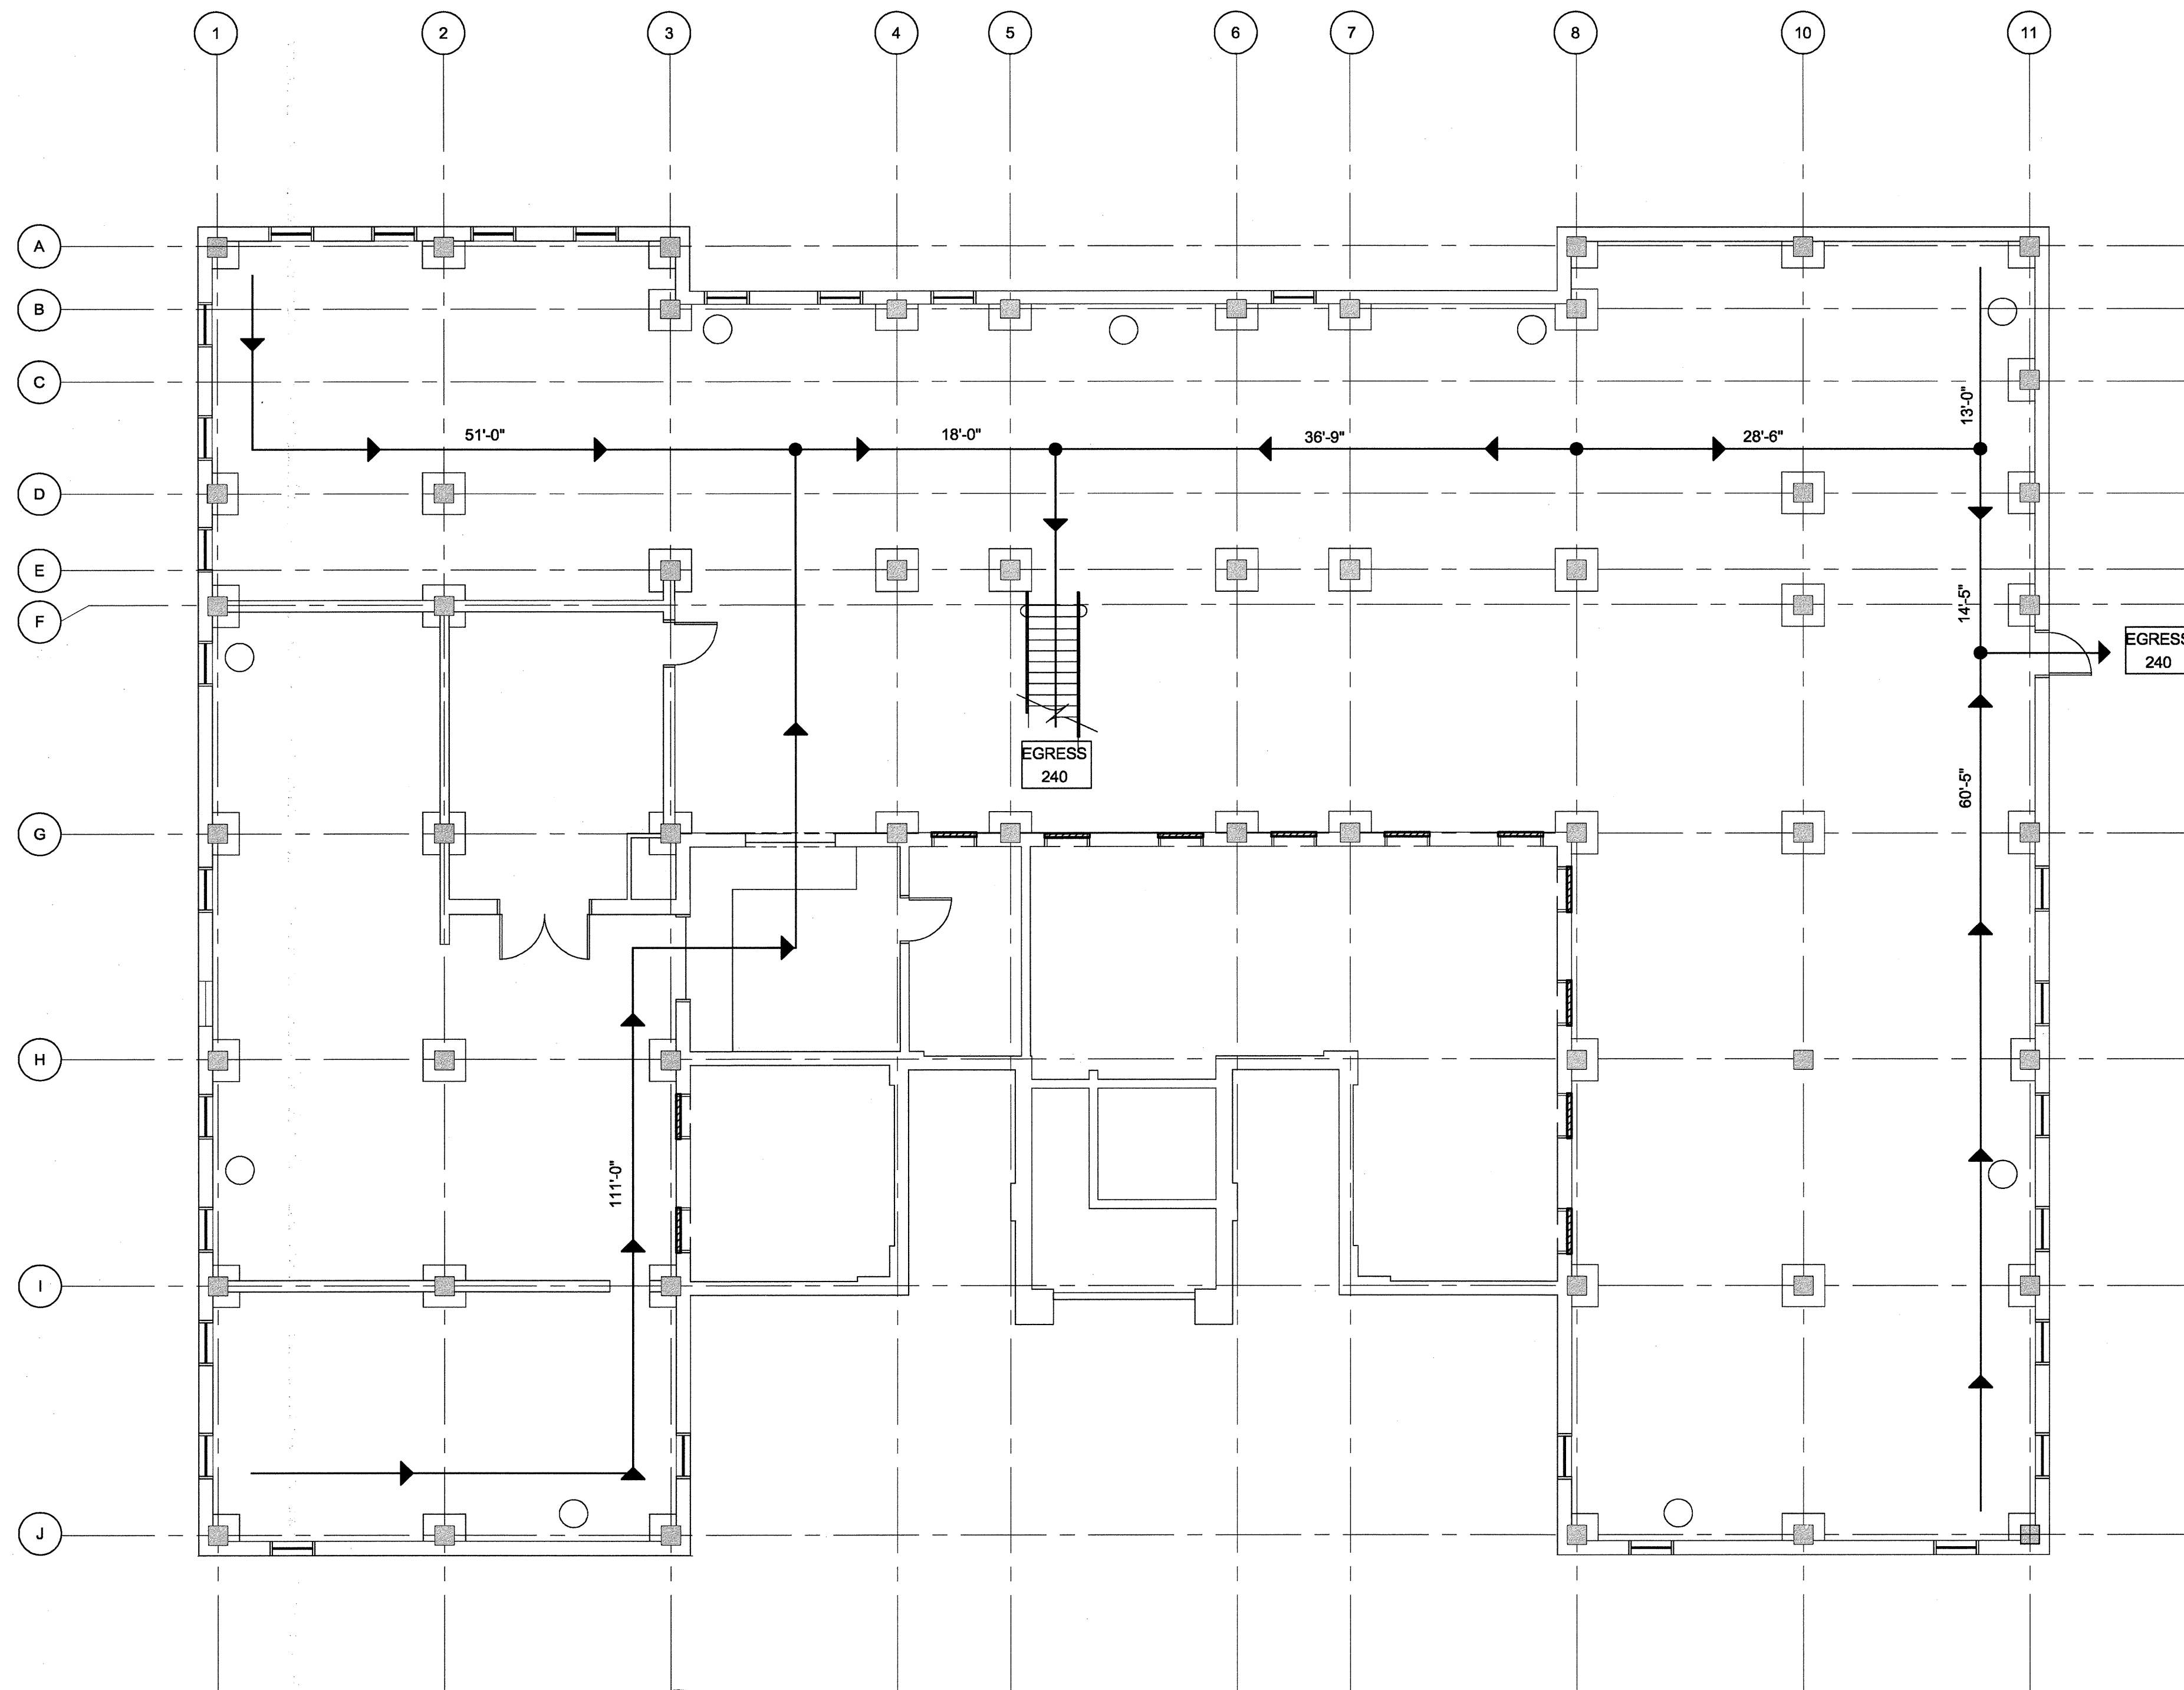 1 2 3 4 5 6 7 8 10 11
A
B
C
13'-0"
51'-0" 18'-0" 36'-9" 28'-6"
D
E
F
14'-5"
EGRESS
240
EGRESS
240
60'-5"
G
H
111'-0"
I
J